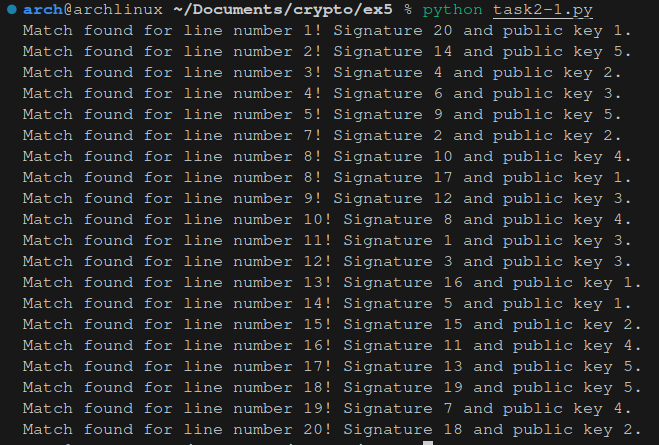 arch@archlinux ~/Documents/crypto/ex5 % python task2-1.py
Match found for line number 1! Signature 20 and public key 1.
Match found for line number 2! Signature 14 and public key 5.
Match found for line number 3! Signature 4 and public key 2.
Match found for line number 4! Signature 6 and public key 3.
Match found for line number 5! Signature 9 and public key 5.
Match found for line number 7! Signature 2 and public key 2.
Match found for line number 8! Signature 10 and public key 4.
Match found for line number 8! Signature 17 and public key 1.
Match found for line number 9! Signature 12 and public key 3.
Match found for line number 10! Signature 8 and public key 4.
Match found for line number 11! Signature 1 and public key 3.
Match found for line number 12! Signature 3 and public key 3.
Match found for line number 13! Signature 16 and public key 1.
Match found for line number 14! Signature 5 and public key 1.
Match found for line number 15! Signature 15 and public key 2.
Match found for line number 16! Signature 11 and public key 4.
Match found for line number 17! Signature 13 and public key 5.
Match found for line number 18! Signature 19 and public key 5.
Match found for line number 19! Signature 7 and public key 4.
Match found for line number 20! Signature 18 and public key 2.